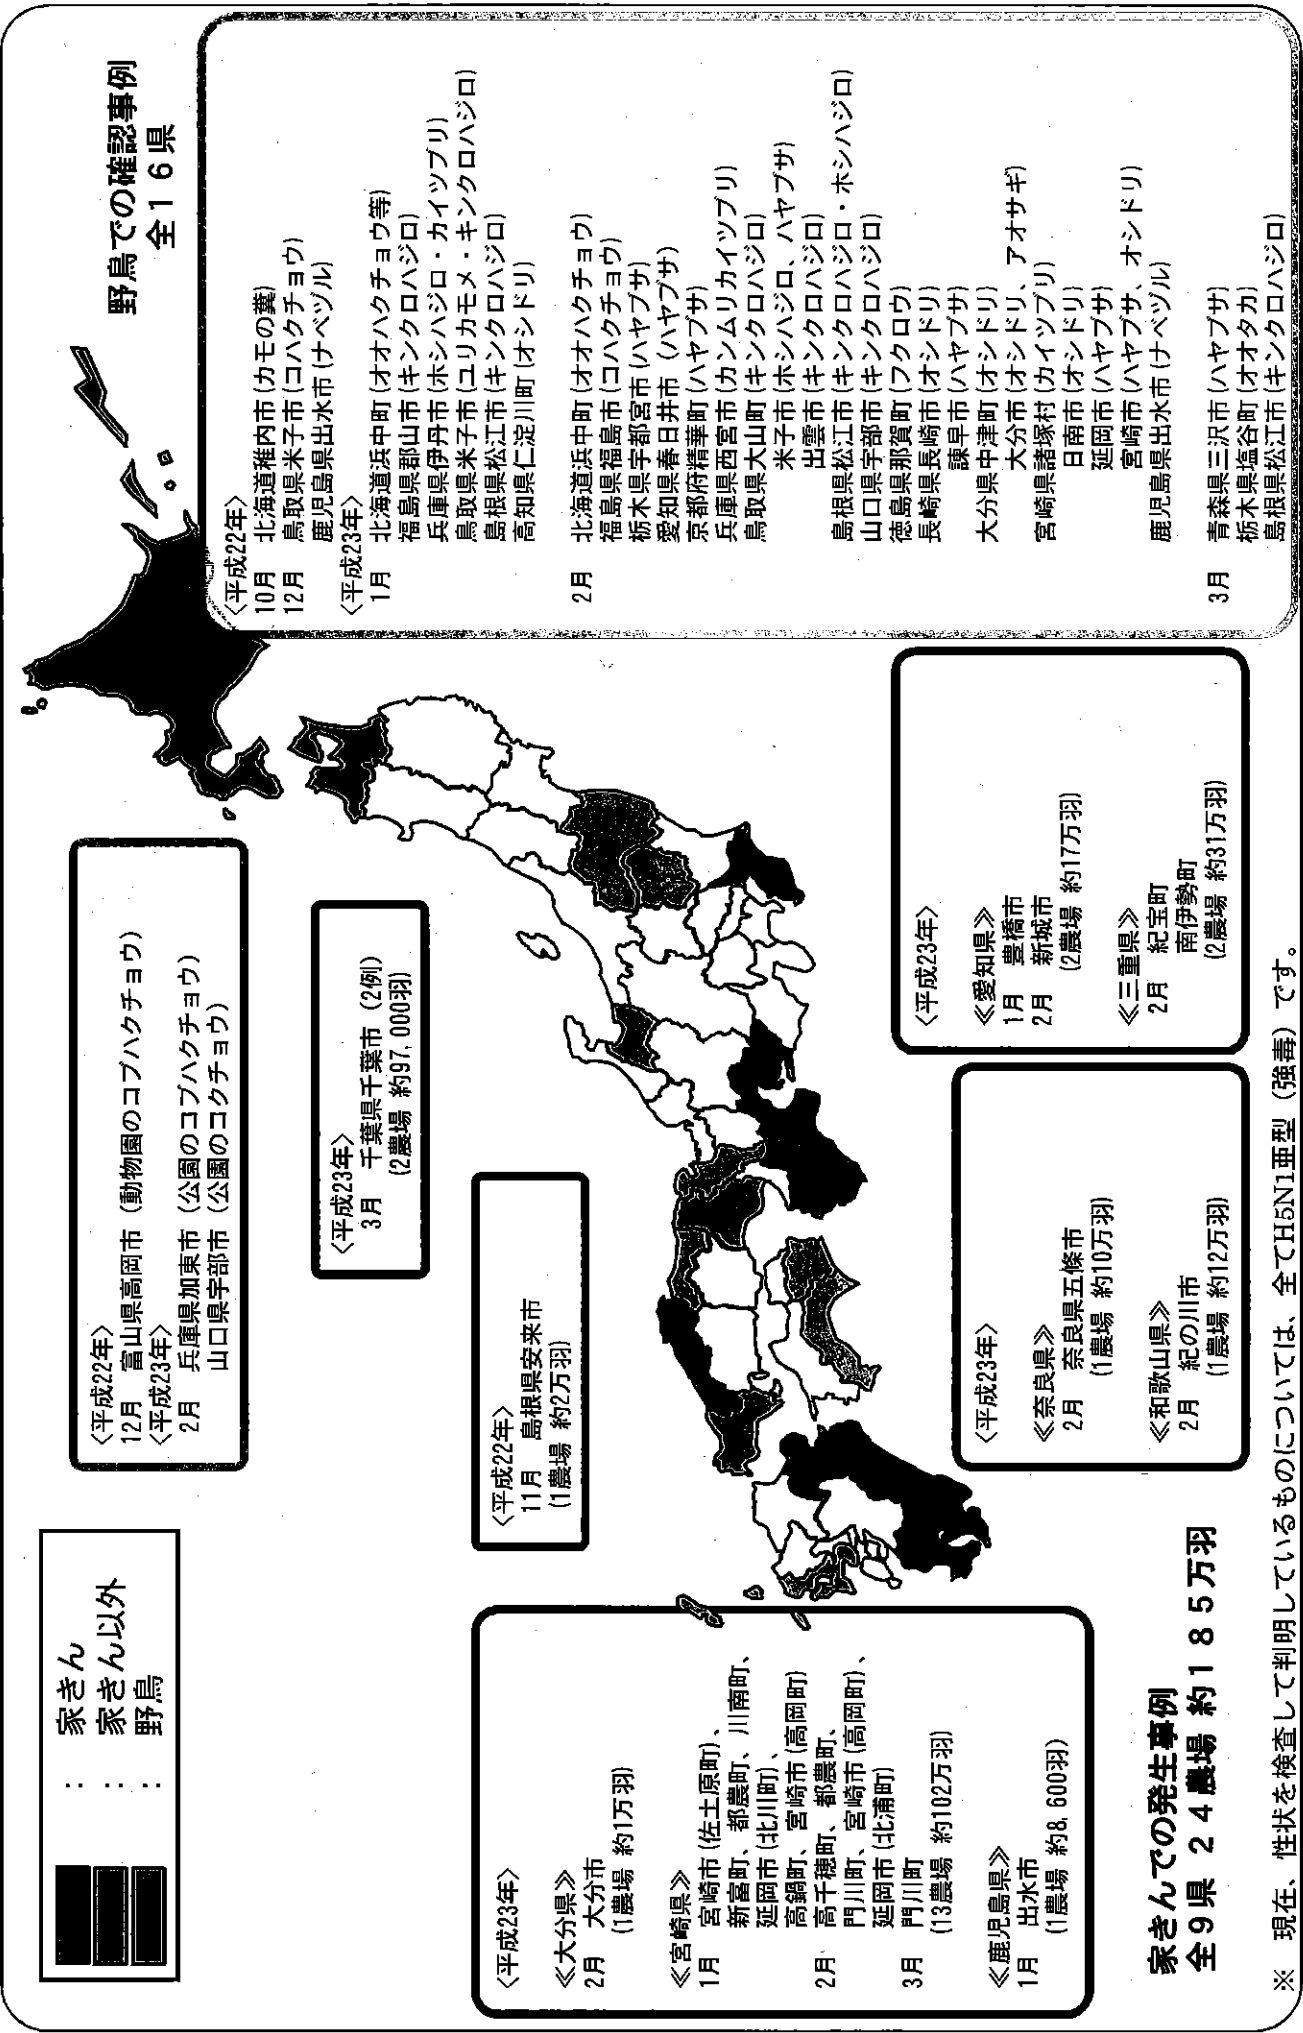 ：家きん
：家きん以外
：野鳥
<平成22年>
12月　富山県高岡市（動物園のコブハクチョウ）
<平成23年>
2月　兵庫県加東市（公園のコブハクチョウ）
山口県宇部市（公園のコクチョウ）
<平成23年>
3月　千葉県千葉市（2例）
(2農場 約97,000羽)
<平成22年>
11月　島根県安来市
(1農場 約2万羽)
<平成23年>
≪大分県≫
2月　大分市
(1農場 約1万羽)
≪宮崎県≫
1月　宮崎市(佐土原町)、
新富町、都農町、川南町、
延岡市(北川町)、
高鍋町、宮崎市(高岡町)
2月　高千穂町、都農町、
門川町、宮崎市(高岡町)、
延岡市(北浦町)
3月　門川町
(13農場 約102万羽)
≪鹿児島県≫
1月　出水市
(1農場 約8,600羽)
<平成23年>
≪奈良県≫
2月　奈良県五條市
(1農場 約10万羽)
≪和歌山県≫
2月　紀の川市
(1農場 約12万羽)
<平成23年>
≪愛知県≫
1月　豊橋市
2月　新城市
(2農場 約17万羽)
≪三重県≫
2月　紀宝町
南伊勢町
(2農場 約31万羽)
野鳥での確認事例
全１６県
<平成22年>
10月　北海道稚内市(カモの糞)
12月　鳥取県米子市(コハクチョウ)
鹿児島県出水市(ナベヅル)
<平成23年>
1月　北海道浜中町(オオハクチョウ等)
福島県郡山市(キンクロハジロ)
兵庫県伊丹市(ホシハジロ・カイツブリ)
鳥取県米子市(ユリカモメ・キンクロハジロ)
島根県松江市(キンクロハジロ)
高知県仁淀川町(オシドリ)
2月　北海道浜中町(オオハクチョウ)
福島県福島市(コハクチョウ)
栃木県宇都宮市(ハヤブサ)
愛知県春日井市（ハヤブサ)
京都府精華町(ハヤブサ)
兵庫県西宮市(カンムリカイツブリ)
鳥取県大山町(キンクロハジロ)
米子市(ホシハジロ、ハヤブサ)
出雲市(キンクロハジロ)
島根県松江市(キンクロハジロ・ホシハジロ)
山口県宇部市(キンクロハジロ)
徳島県那賀町(フクロウ)
長崎県長崎市(オシドリ)
諫早市(ハヤブサ)
大分県中津町(オシドリ)
大分市(オシドリ、アオサギ)
宮崎県諸塚村(カイツブリ)
日南市(オシドリ)
延岡市(ハヤブサ)
宮崎市(ハヤブサ、オシドリ)
鹿児島県出水市(ナベヅル)
3月　青森県三沢市(ハヤブサ)
栃木県塩谷町(オオタカ)
島根県松江市(キンクロハジロ)
家きんでの発生事例
全９県 ２４農場 約１８５万羽
※　現在、性状を検査して判明しているものについては、全てH5N1亜型（強毒）です。